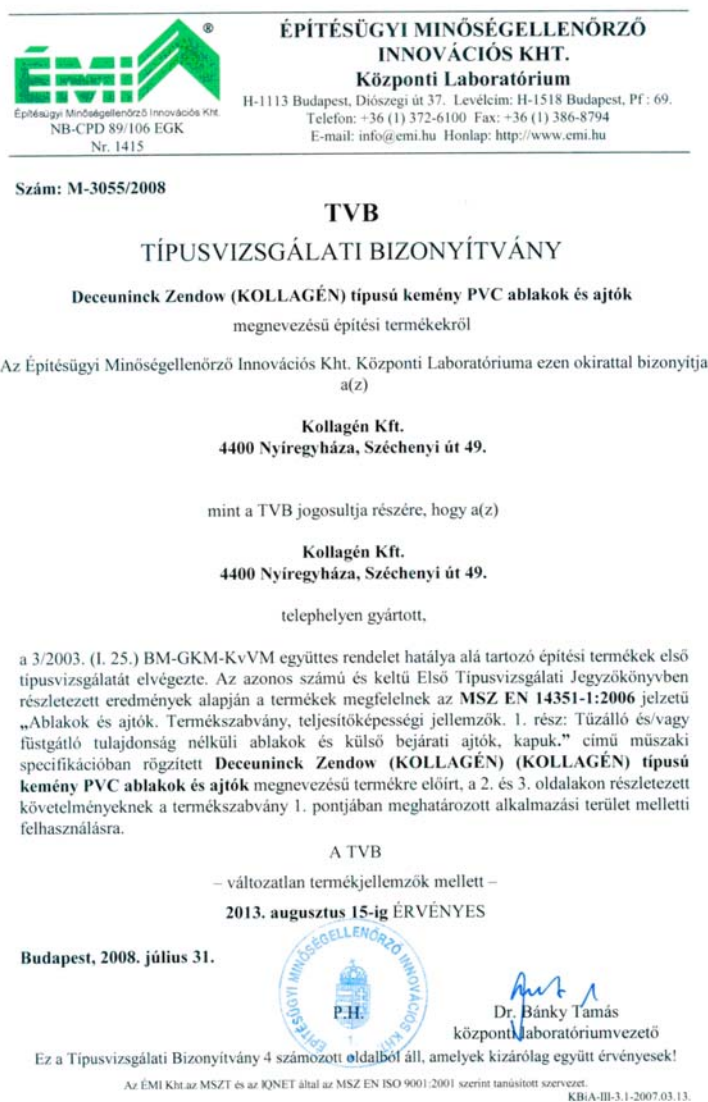 ÉMI
®
Építésügyi Minőségellenőrző Innovációs Kht.
NB-CPD 89/106 EGK
Nr. 1415
ÉPÍTÉSÜGYI MINŐSÉGELLENŐRZŐ
INNOVÁCIÓS KHT.
Központi Laboratórium
H-1113 Budapest, Diószegi út 37. Levélcím: H-1518 Budapest, Pf : 69.
Telefon: +36 (1) 372-6100 Fax: +36 (1) 386-8794
E-mail: info@emi.hu Honlap: http://www.emi.hu
Szám: M-3055/2008
TVB
TÍPUSVIZSGÁLATI BIZONYÍTVÁNY
Deceuninck Zendow (KOLLAGÉN) típusú kemény PVC ablakok és ajtók
megnevezésű építési termékekről
Az Építésügyi Minőségellenőrző Innovációs Kht. Központi Laboratóriuma ezen okirattal bizonyítja
a(z)
Kollagén Kft.
4400 Nyíregyháza, Széchenyi út 49.
mint a TVB jogosultja részére, hogy a(z)
Kollagén Kft.
4400 Nyíregyháza, Széchenyi út 49.
telephelyen gyártott,
a 3/2003. (I. 25.) BM-GKM-KvVM együttes rendelet hatálya alá tartozó építési termékek első
típusvizsgálatát elvégezte. Az azonos számú és keltű Első Típusvizsgálati Jegyzőkönyvben
részletezett eredmények alapján a termékek megfelelnek az MSZ EN 14351-1:2006 jelzetű
„Ablakok és ajtók. Termékszabvány, teljesítőképességi jellemzők. 1. rész: Tűzálló és/vagy
füstgátló tulajdonság nélküli ablakok és külső bejárati ajtók, kapuk.” című műszaki
specifikációban rögzített Deceuninck Zendow (KOLLAGÉN) (KOLLAGÉN) típusú
kemény PVC ablakok és ajtók megnevezésű termékre előírt, a 2. és 3. oldalakon részletezett
követelményeknek a termékszabvány 1. pontjában meghatározott alkalmazási terület melletti
felhasználásra.
A TVB
– változatlan termékjellemzők mellett –
2013. augusztus 15-ig ÉRVÉNYES
Budapest, 2008. július 31.
ÉPÍTÉSÜGYI MINŐSÉGELLENŐRZŐ INNOVÁCIÓS KHT.
1
P.H.
Dr. Bánky Tamás
központi laboratóriumvezető
Ez a Típusvizsgálati Bizonyítvány 4 számozott oldalból áll, amelyek kizárólag együtt érvényesek!
Az ÉMI Kht.az MSZT és az IQNET által az MSZ EN ISO 9001:2001 szerint tanúsított szervezet.
KBiA-III-3.1-2007.03.13.